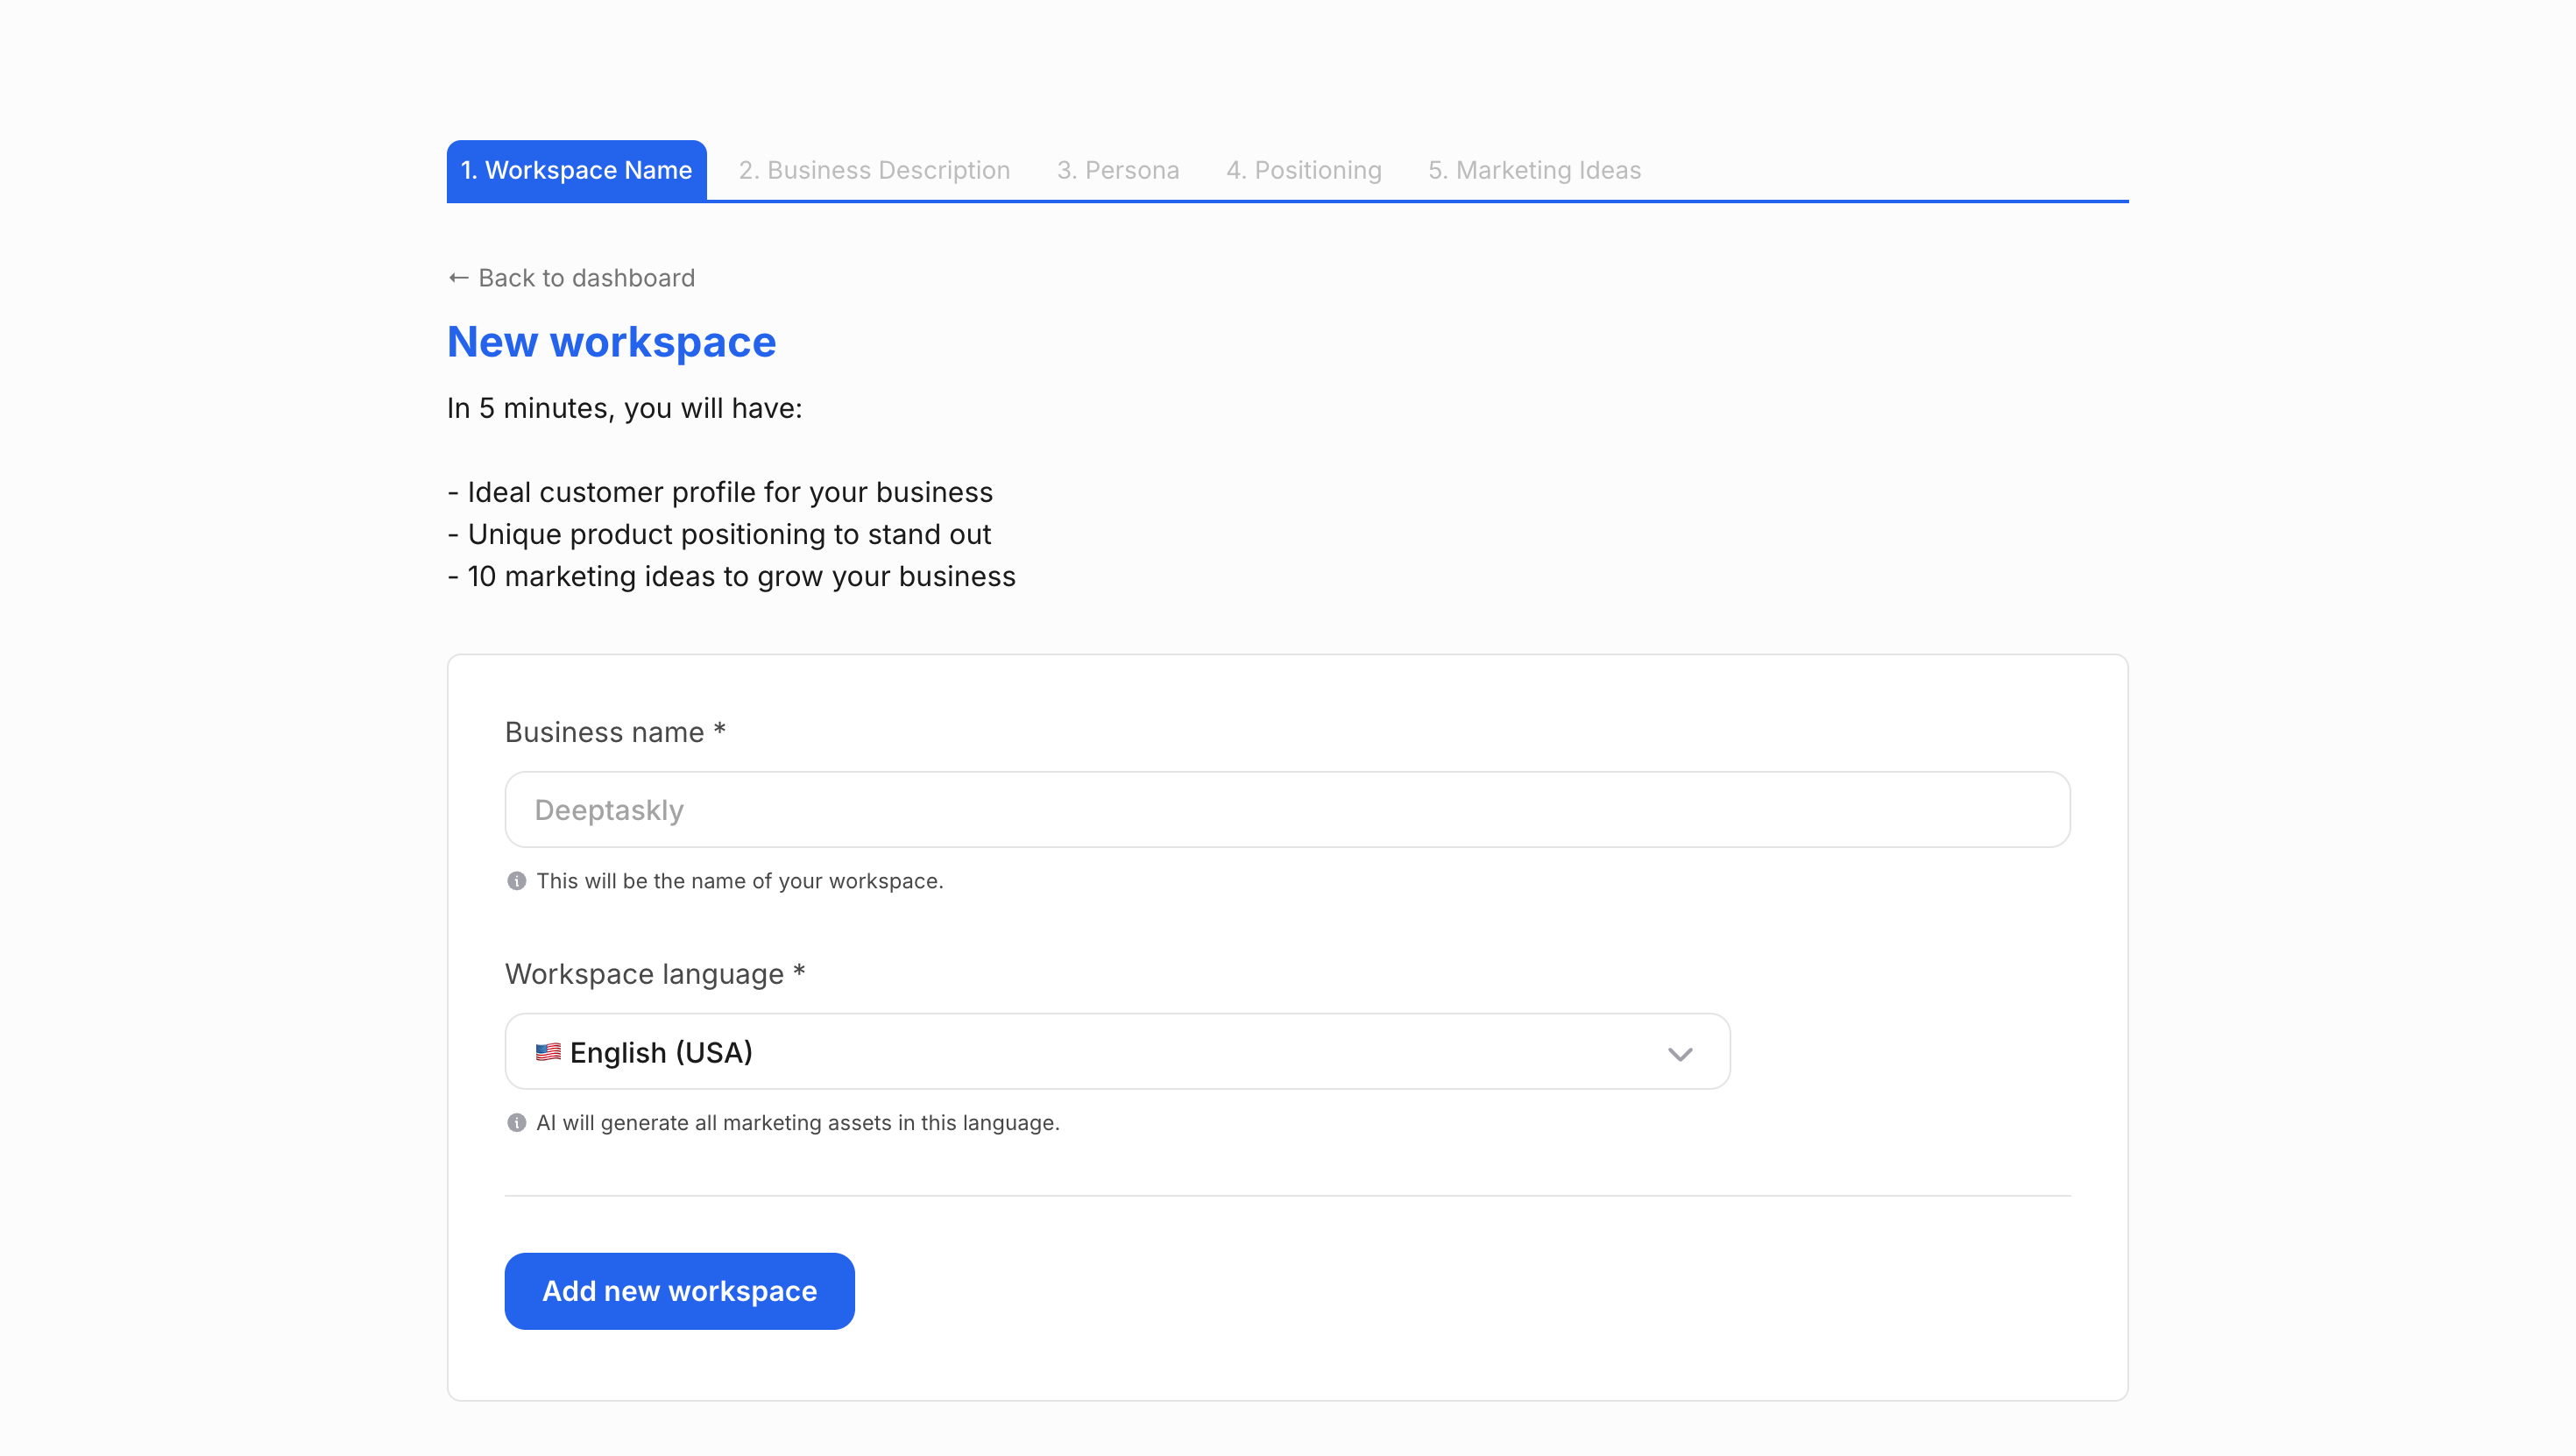 1. Workspace Name 2. Business Description 3. Persona 4. Positioning 5. Marketing Ideas
← Back to dashboard
New workspace
In 5 minutes, you will have:
- Ideal customer profile for your business
- Unique product positioning to stand out
- 10 marketing ideas to grow your business
Business name *
Deeptaskly
This will be the name of your workspace.
Workspace language *
🇺🇸 English (USA)
AI will generate all marketing assets in this language.
Add new workspace